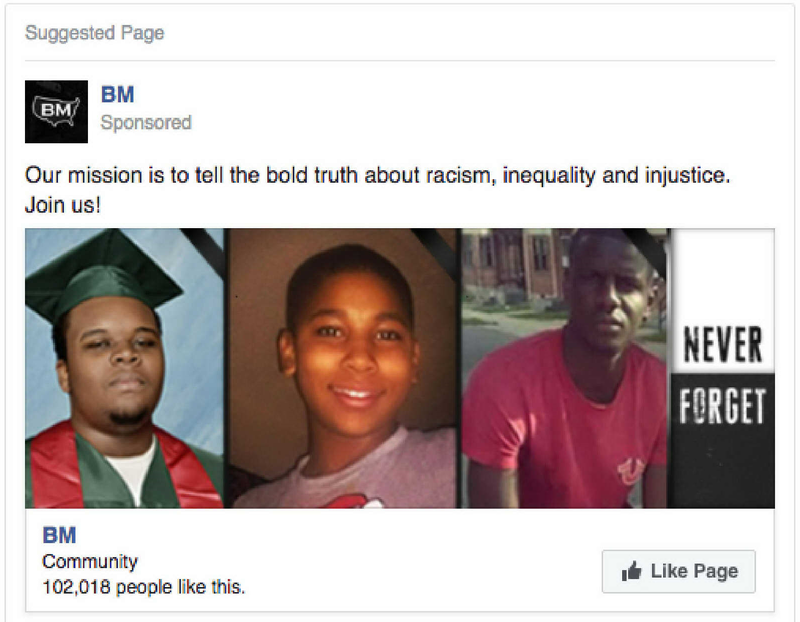 Suggested Page
BM
BM
Sponsored
Our mission is to tell the bold truth about racism, inequality and injustice.
Join us!
NEVER
FORGET
BM
Community
102,018 people like this.
Like Page